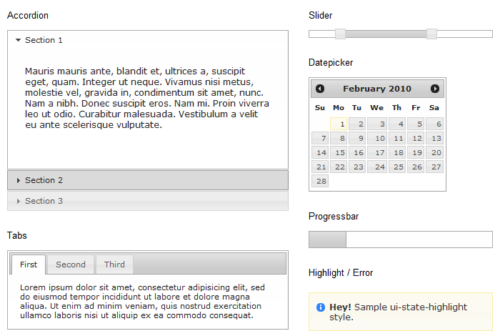 Accordion
Section 1
Mauris mauris ante, blandit et, ultrices a, suscipit
eget, quam. Integer ut neque. Vivamus nisi metus,
molestie vel, gravida in, condimentum sit amet, nunc.
Nam a nibh. Donec suscipit eros. Nam mi. Proin viverra
leo ut odio. Curabitur malesuada. Vestibulum a velit
eu ante scelerisque vulputate.
Section 2
Section 3
Tabs
First Second Third
Lorem ipsum dolor sit amet, consectetur adipisicing elit, sed
do eiusmod tempor incididunt ut labore et dolore magna
aliqua. Ut enim ad minim veniam, quis nostrud exercitation
ullamco laboris nisi ut aliquip ex ea commodo consequat.
Slider
Datepicker
February 2010
Su Mo Tu We Th Fr Sa
1 2 3 4 5 6
7 8 9 10 11 12 13
14 15 16 17 18 19 20
21 22 23 24 25 26 27
28
Progressbar
Highlight / Error
Hey! Sample ui-state-highlight
style.